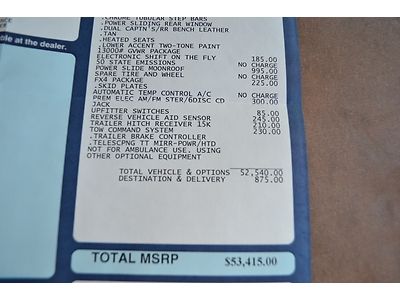 .CHROME TUBULAR STEP BARS
.POWER SLIDING REAR WINDOW
.DUAL CAPTN'S/RR BENCH LEATHER
.TAN
.HEATED SEATS
.LOWER ACCENT TWO-TONE PAINT
13000# GVWR PACKAGE
ELECTRONIC SHIFT ON THE FLY 185.00
50 STATE EMISSIONS NO CHARGE
POWER SLIDE MOONROOF 995.00
SPARE TIRE AND WHEEL NO CHARGE
FX4 PACKAGE 225.00
.SKID PLATES
AUTOMATIC TEMP CONTROL A/C NO CHARGE
PREM ELEC AM/FM STER/6DISC CD 300.00
JACK
UPFITTER SWITCHES 85.00
REVERSE VEHICLE AID SENSOR 245.00
TRAILER HITCH RECEIVER 15K 210.00
TOW COMMAND SYSTEM 230.00
.TRAILER BRAKE CONTROLLER
.TELESCPNG TT MIRR-POWR/HTD
NOT FOR AMBULANCE USE. USING
OTHER OPTIONAL EQUIPMENT
TOTAL VEHICLE & OPTIONS 52,540.00
DESTINATION & DELIVERY 875.00
TOTAL MSRP $53,415.00
able at the dealer.